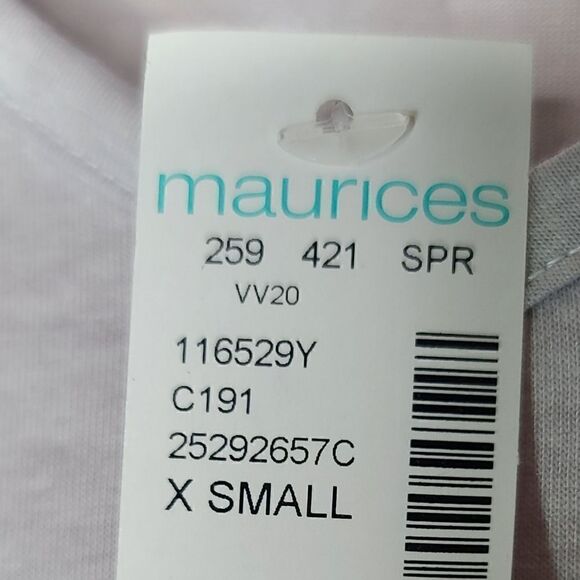 maurices
259 421 SPR
VV20
116529Y
C191
25292657C
X SMALL